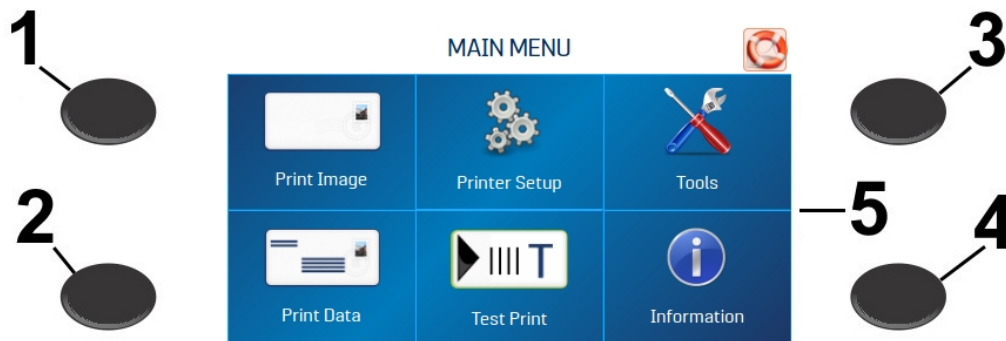 1
MAIN MENU
3
Print Image
Printer Setup
Tools
2
5
4
Print Data
T
Test Print
Information